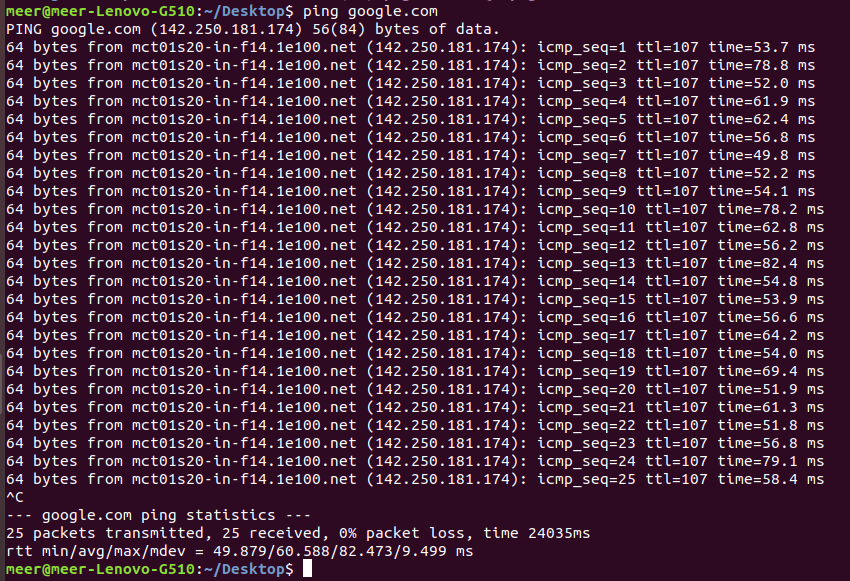 meer@meer-Lenovo-G510:~/Desktop$ ping google.com
PING google.com (142.250.181.174) 56(84) bytes of data.
64 bytes from mct01s20-in-f14.1e100.net (142.250.181.174): icmp_seq=1 ttl=107 time=53.7 ms
64 bytes from mct01s20-in-f14.1e100.net (142.250.181.174): icmp_seq=2 ttl=107 time=78.8 ms
64 bytes from mct01s20-in-f14.1e100.net (142.250.181.174): icmp_seq=3 ttl=107 time=52.0 ms
64 bytes from mct01s20-in-f14.1e100.net (142.250.181.174): icmp_seq=4 ttl=107 time=61.9 ms
64 bytes from mct01s20-in-f14.1e100.net (142.250.181.174): icmp_seq=5 ttl=107 time=62.4 ms
64 bytes from mct01s20-in-f14.1e100.net (142.250.181.174): icmp_seq=6 ttl=107 time=56.8 ms
64 bytes from mct01s20-in-f14.1e100.net (142.250.181.174): icmp_seq=7 ttl=107 time=49.8 ms
64 bytes from mct01s20-in-f14.1e100.net (142.250.181.174): icmp_seq=8 ttl=107 time=52.2 ms
64 bytes from mct01s20-in-f14.1e100.net (142.250.181.174): icmp_seq=9 ttl=107 time=54.1 ms
64 bytes from mct01s20-in-f14.1e100.net (142.250.181.174): icmp_seq=10 ttl=107 time=78.2 ms
64 bytes from mct01s20-in-f14.1e100.net (142.250.181.174): icmp_seq=11 ttl=107 time=62.8 ms
64 bytes from mct01s20-in-f14.1e100.net (142.250.181.174): icmp_seq=12 ttl=107 time=56.2 ms
64 bytes from mct01s20-in-f14.1e100.net (142.250.181.174): icmp_seq=13 ttl=107 time=82.4 ms
64 bytes from mct01s20-in-f14.1e100.net (142.250.181.174): icmp_seq=14 ttl=107 time=54.8 ms
64 bytes from mct01s20-in-f14.1e100.net (142.250.181.174): icmp_seq=15 ttl=107 time=53.9 ms
64 bytes from mct01s20-in-f14.1e100.net (142.250.181.174): icmp_seq=16 ttl=107 time=56.6 ms
64 bytes from mct01s20-in-f14.1e100.net (142.250.181.174): icmp_seq=17 ttl=107 time=64.2 ms
64 bytes from mct01s20-in-f14.1e100.net (142.250.181.174): icmp_seq=18 ttl=107 time=54.0 ms
64 bytes from mct01s20-in-f14.1e100.net (142.250.181.174): icmp_seq=19 ttl=107 time=69.4 ms
64 bytes from mct01s20-in-f14.1e100.net (142.250.181.174): icmp_seq=20 ttl=107 time=51.9 ms
64 bytes from mct01s20-in-f14.1e100.net (142.250.181.174): icmp_seq=21 ttl=107 time=61.3 ms
64 bytes from mct01s20-in-f14.1e100.net (142.250.181.174): icmp_seq=22 ttl=107 time=51.8 ms
64 bytes from mct01s20-in-f14.1e100.net (142.250.181.174): icmp_seq=23 ttl=107 time=56.8 ms
64 bytes from mct01s20-in-f14.1e100.net (142.250.181.174): icmp_seq=24 ttl=107 time=79.1 ms
64 bytes from mct01s20-in-f14.1e100.net (142.250.181.174): icmp_seq=25 ttl=107 time=58.4 ms
^C
--- google.com ping statistics ---
25 packets transmitted, 25 received, 0% packet loss, time 24035ms
rtt min/avg/max/mdev = 49.879/60.588/82.473/9.499 ms
meer@meer-Lenovo-G510:~/Desktop$